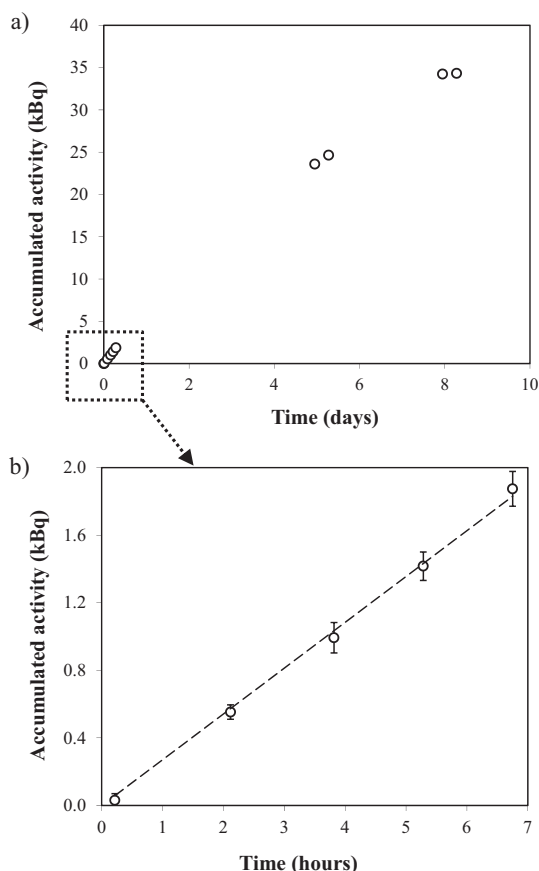 a)
40
35
30
25
20
15
10
5
0
Accumulated activity (kBq)
0 2 4 6 8 10
Time (days)
b)
2.0
1.6
1.2
0.8
0.4
0.0
Accumulated activity (kBq)
0 1 2 3 4 5 6 7
Time (hours)